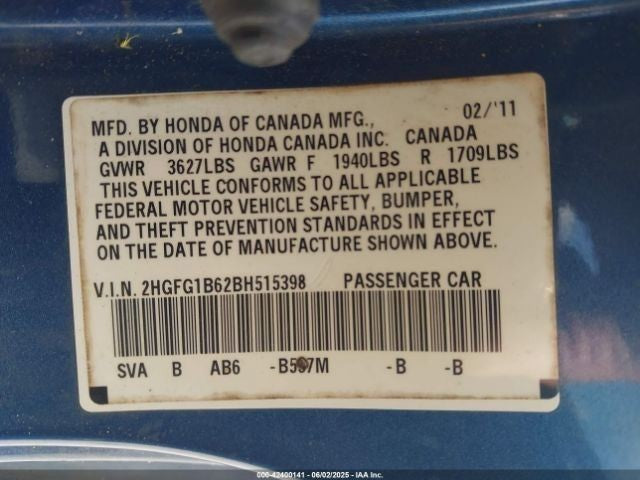 02/'11
MFD. BY HONDA OF CANADA MFG.,
A DIVISION OF HONDA CANADA INC. CANADA
GVWR 3627LBS GAWR F 1940LBS R 1709LBS
THIS VEHICLE CONFORMS TO ALL APPLICABLE
FEDERAL MOTOR VEHICLE SAFETY, BUMPER,
AND THEFT PREVENTION STANDARDS IN EFFECT
ON THE DATE OF MANUFACTURE SHOWN ABOVE.
V.I.N. 2HGFG1B62BH515398 PASSENGER CAR
SVA B AB6 -B -B
000-42400141 - 06/02/2025 - IAA Inc.